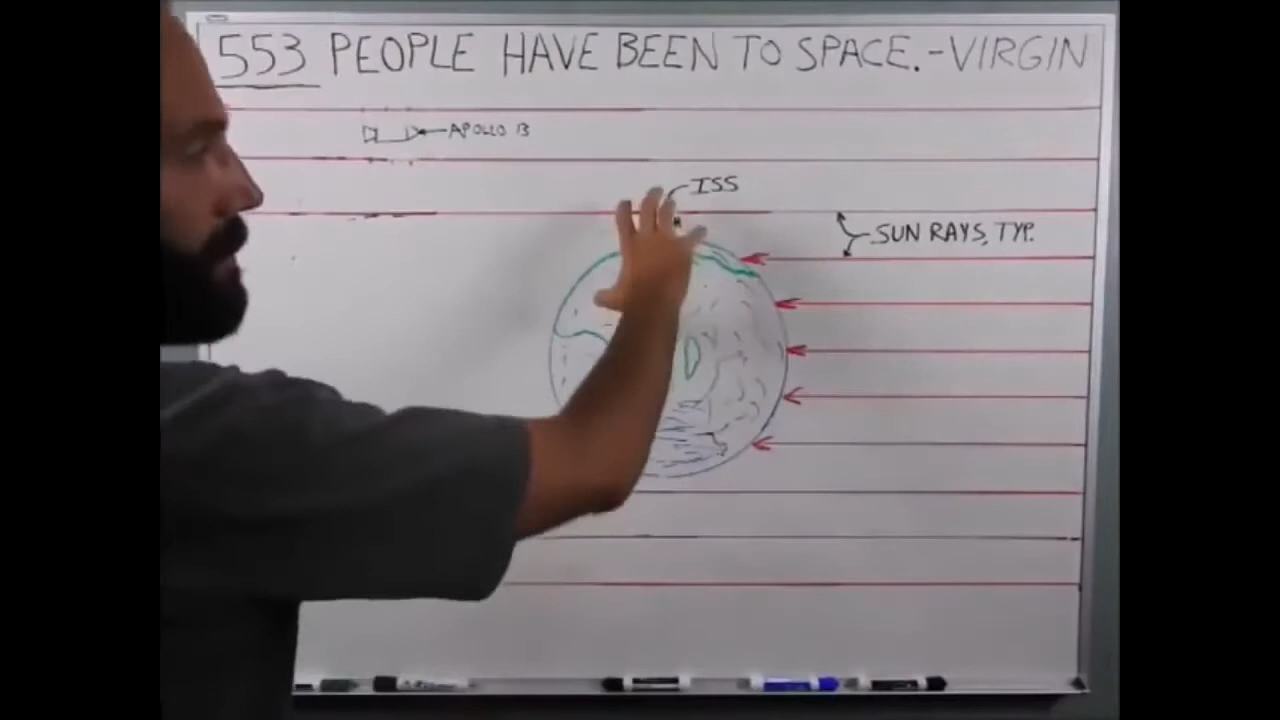 553 PEOPLE HAVE BEEN TO SPACE.-VIRGIN
APOLLO 13
ISS
SUN RAYS, TYP.